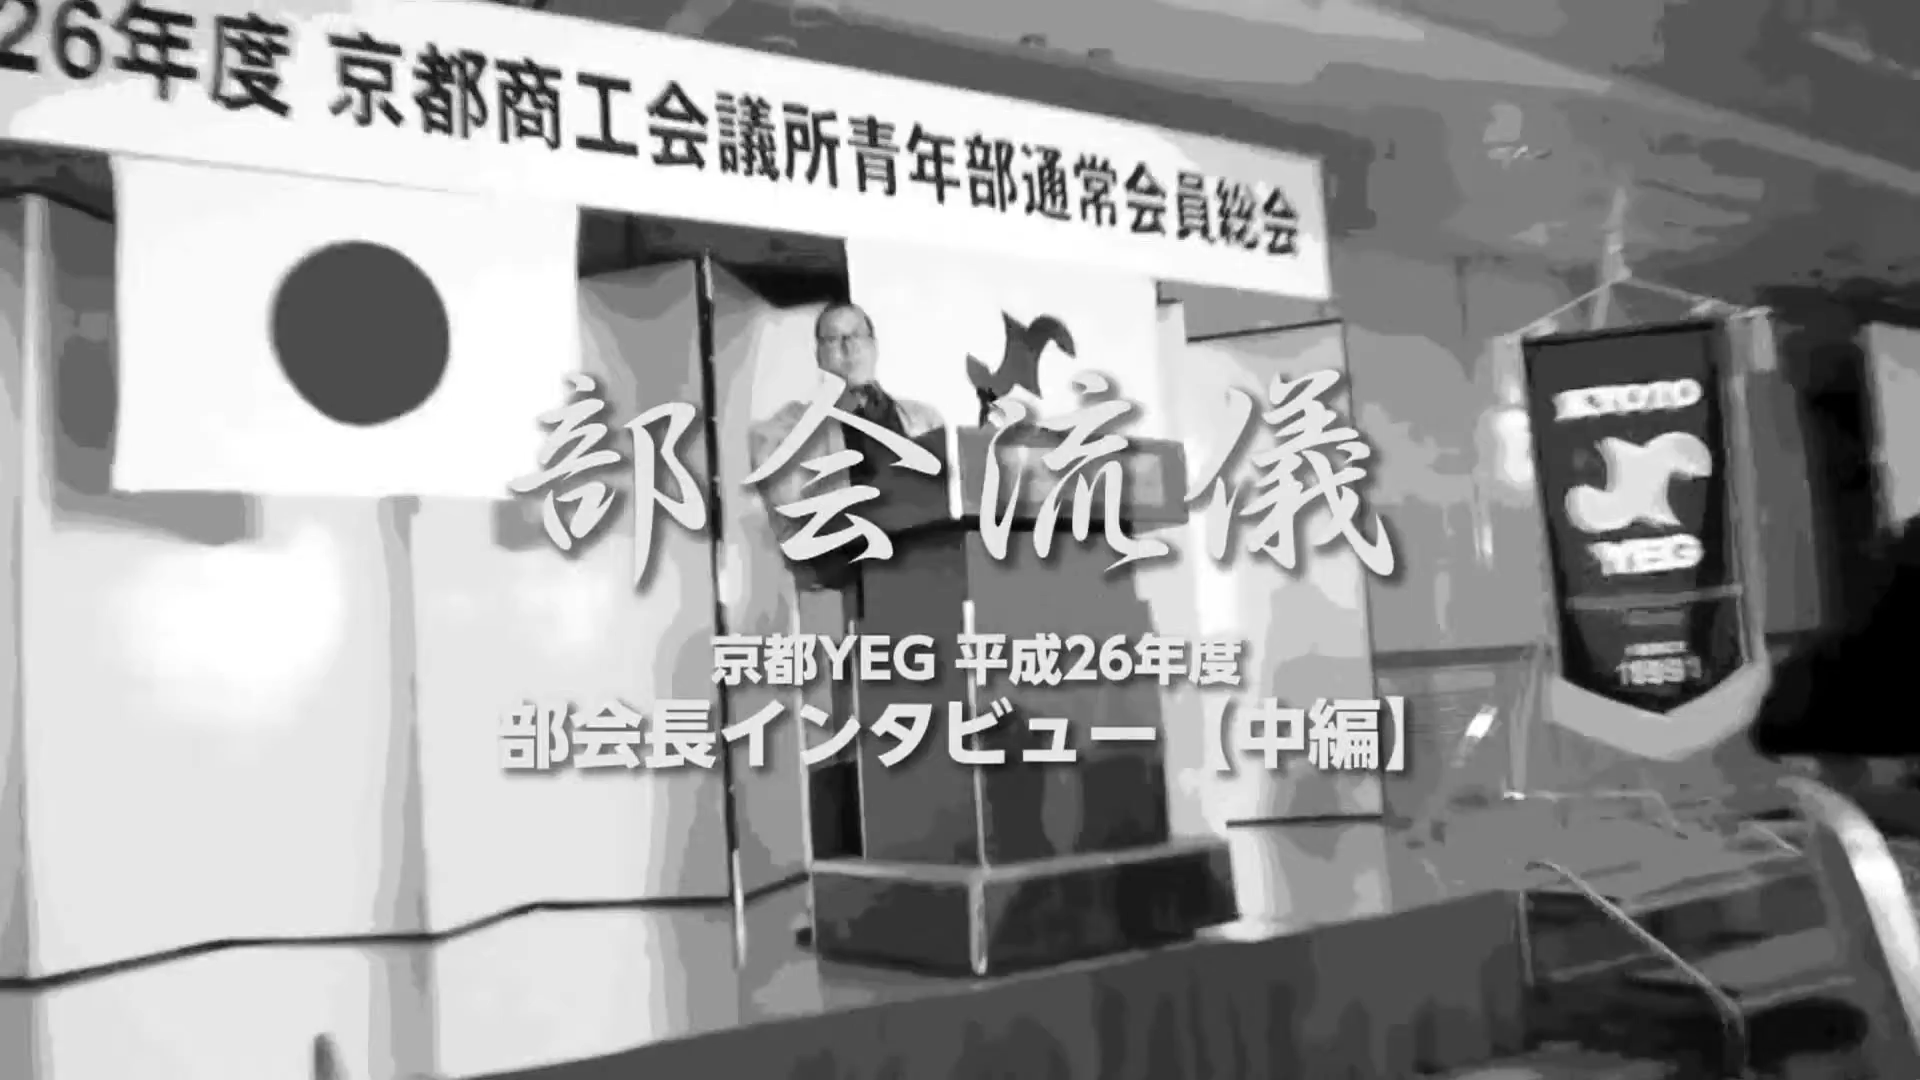 26年度 京都商工会議所青年部通常会員総会
部会流儀
京都YEG 平成26年度
部会長インタビュー【中編】
KYOTO
YEG